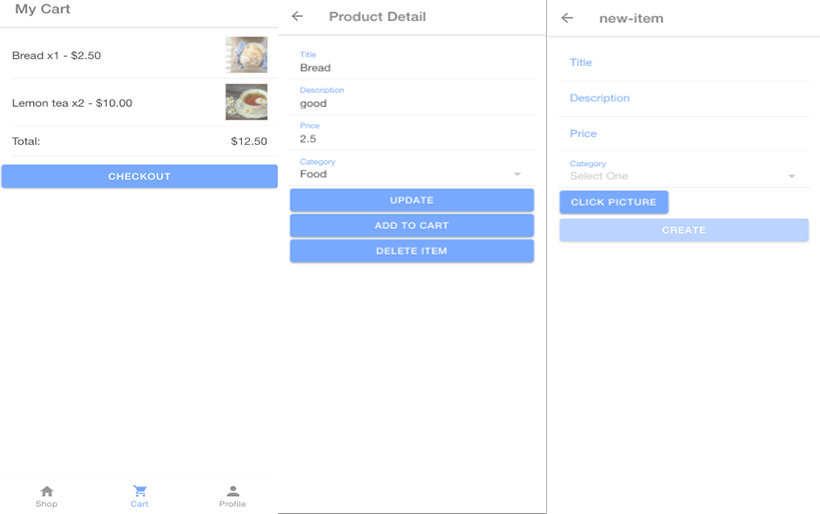 My Cart
Bread x1 - $2.50
Lemon tea x2 - $10.00
Total: $12.50
CHECKOUT
Shop Cart Profile
Product Detail
Title
Bread
Description
good
Price
2.5
Category
Food
UPDATE
ADD TO CART
DELETE ITEM
new-item
Title
Description
Price
Category
Select One
CLICK PICTURE
CREATE